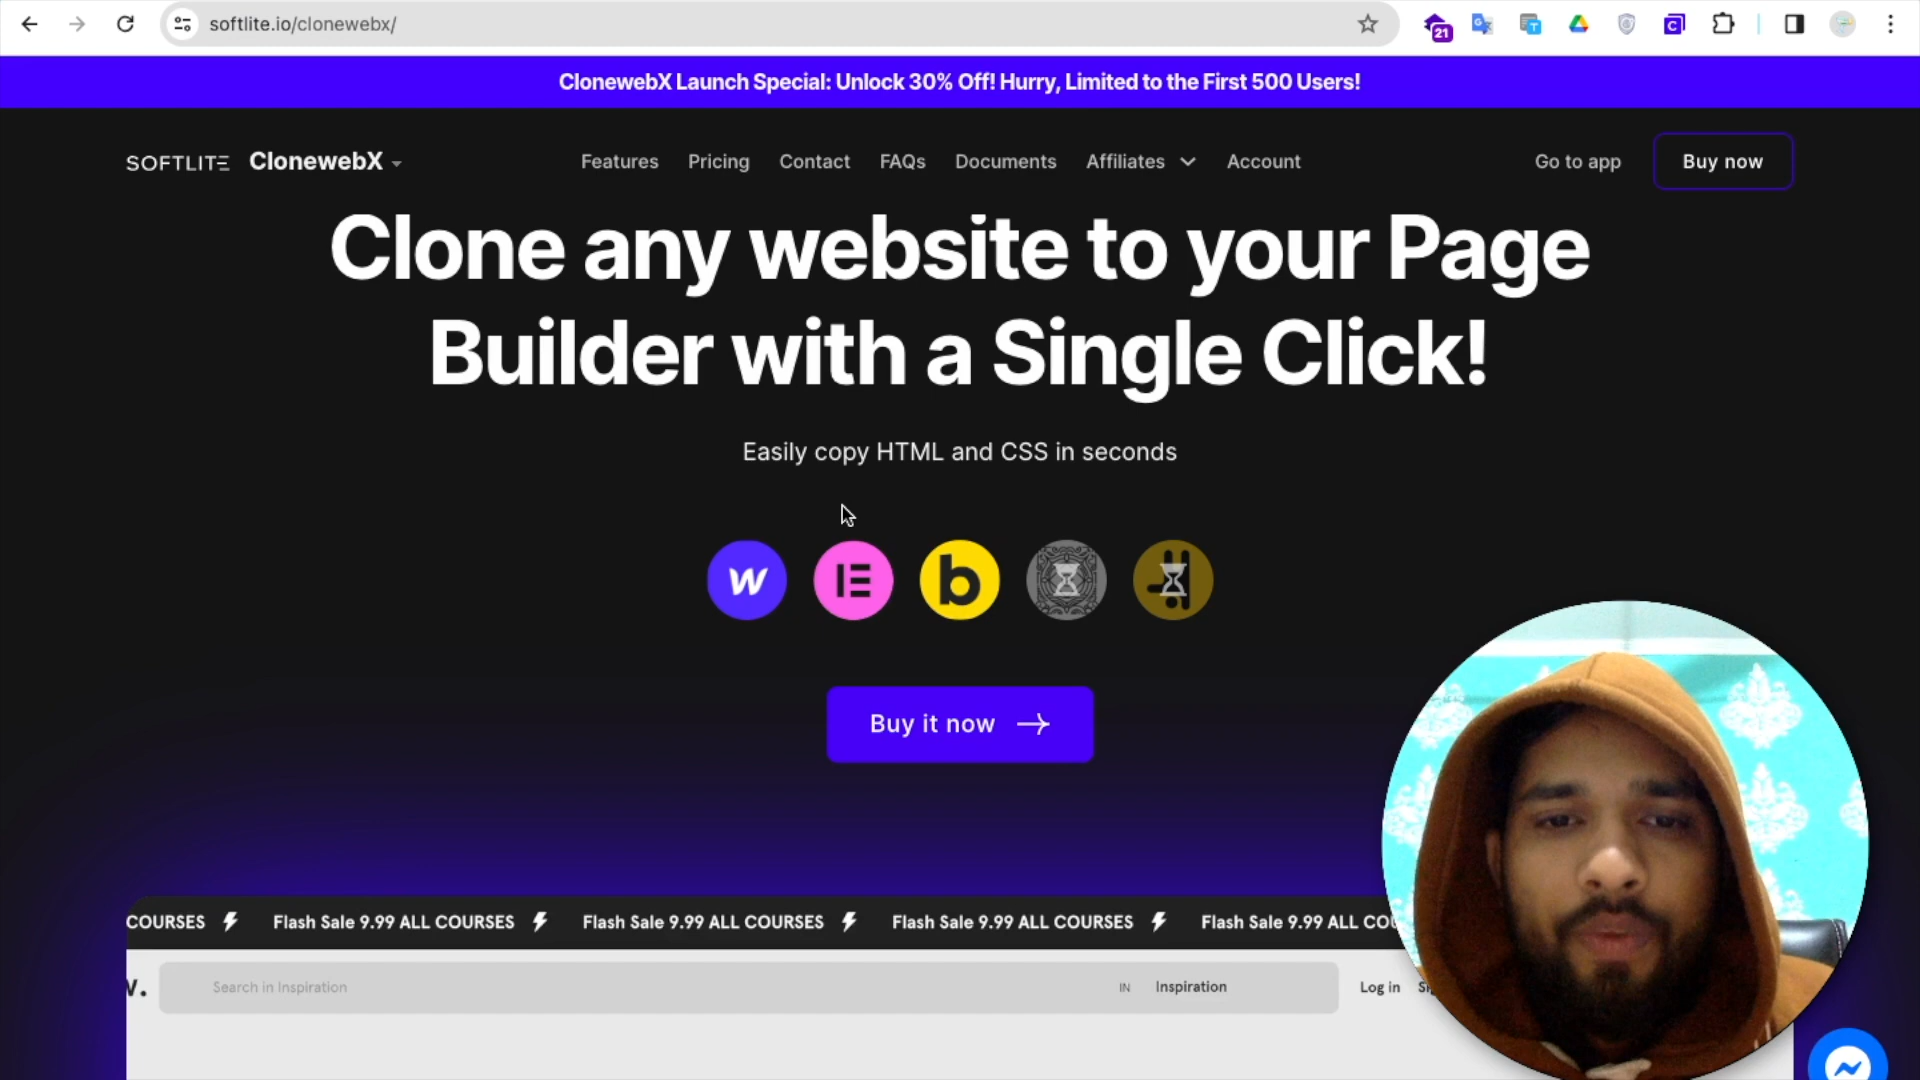 softlite.io/clonewebx/
21
ClonewebX Launch Special: Unlock 30% Off! Hurry, Limited to the First 500 Users!
SOFTLITE ClonewebX Features Pricing Contact FAQs Documents Affiliates Account Go to app Buy now
Clone any website to your Page
Builder with a Single Click!
Easily copy HTML and CSS in seconds
Buy it now
COURSES Flash Sale 9.99 ALL COURSES Flash Sale 9.99 ALL COURSES Flash Sale 9.99 ALL COURSES Flash Sale 9.99 ALL COU
W. Search in Inspiration IN Inspiration Log in